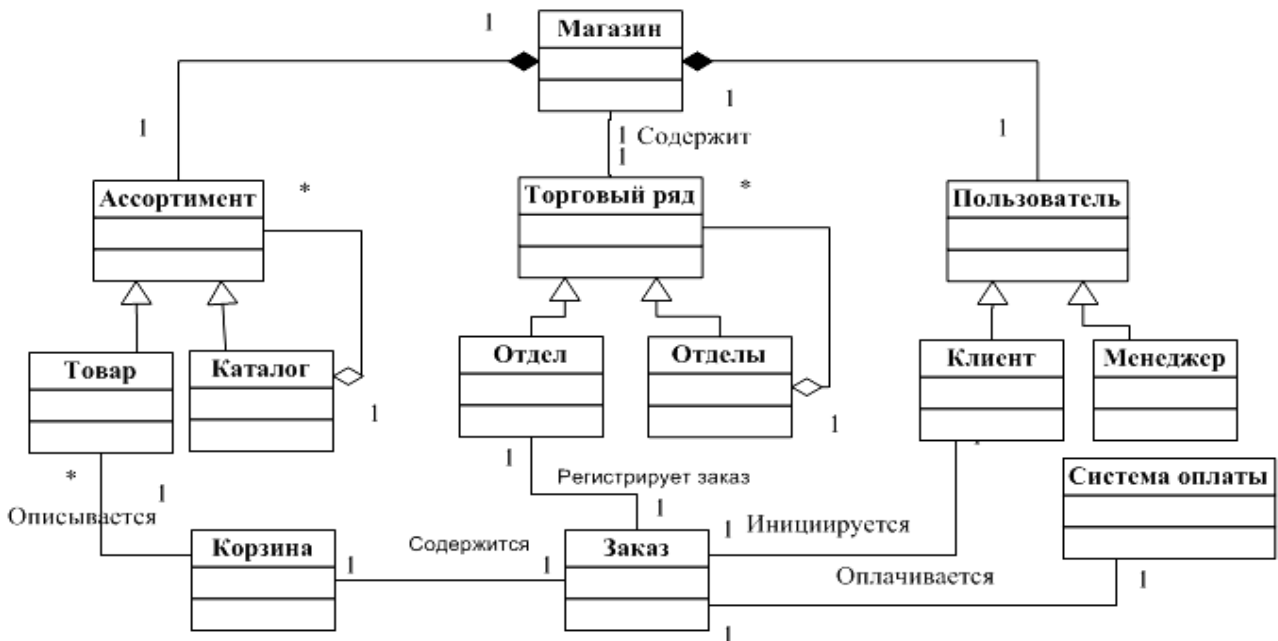 1
Магазин
1
1
1 Содержит
1
1
Ассортимент
*
Торговый ряд
*
Пользователь
1
Товар
Каталог
Отдел
Отделы
Клиент
Менеджер
1
1
*
1
1
Регистрирует заказ
Система оплаты
Описывается
1
1
Инициируется
Корзина
Содержится
Заказ
1
1
Оплачивается
1
1